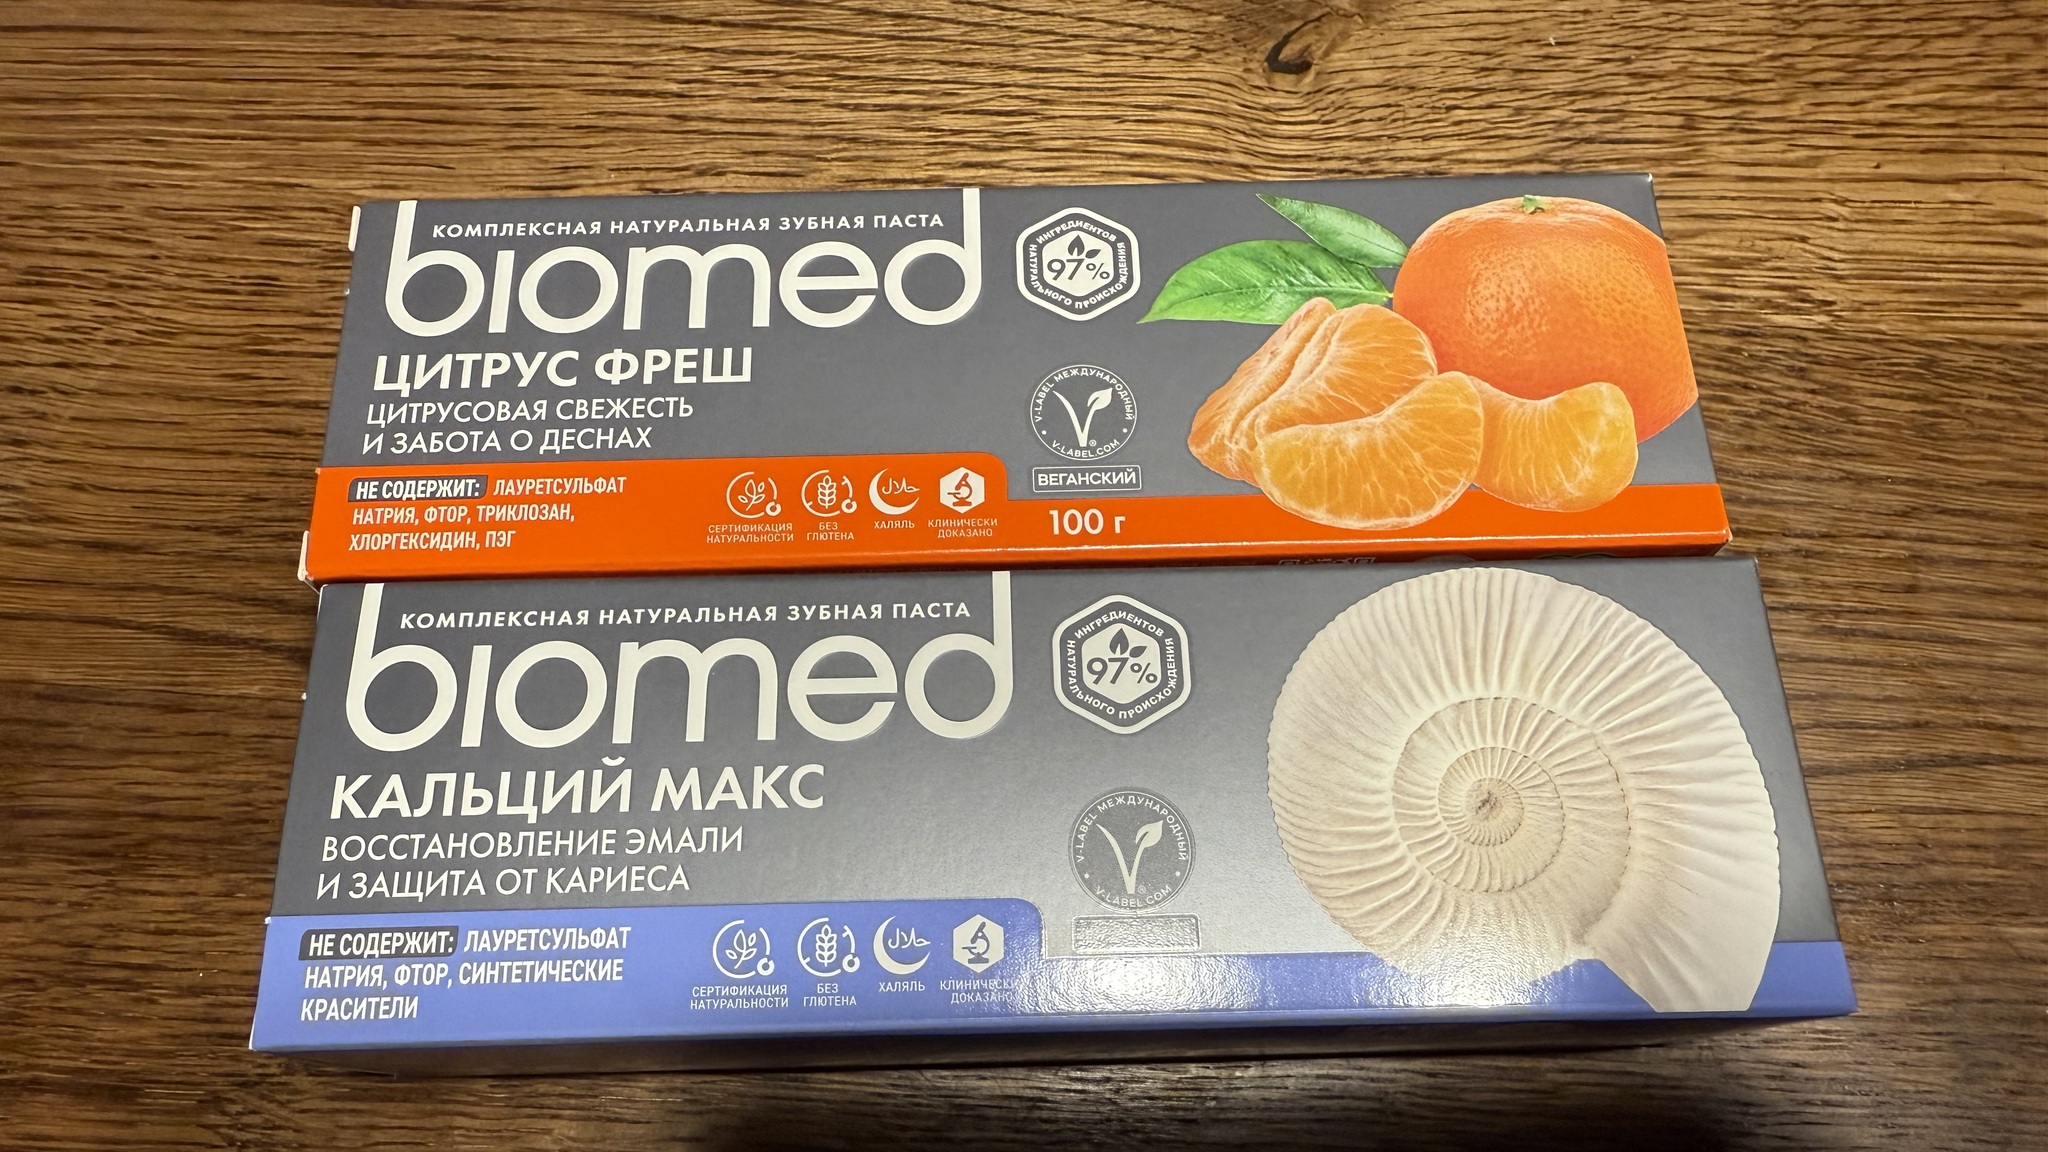 КОМПЛЕКСНАЯ НАТУРАЛЬНАЯ ЗУБНАЯ ПАСТА
biomed
ЦИТРУС ФРЕШ
ЦИТРУСОВАЯ СВЕЖЕСТЬ
И ЗАБОТА О ДЕСНАХ
НЕ СОДЕРЖИТ: ЛАУРЕТСУЛЬФАТ
НАТРИЯ, ФТОР, ТРИКЛОЗАН,
ХЛОРГЕКСИДИН, ПЭГ
СЕРТИФИКАЦИЯ
НАТУРАЛЬНОСТИ
БЕЗ
ГЛЮТЕНА
حلال
ХАЛЯЛЬ
КЛИНИЧЕСКИ
ДОКАЗАНО
97%
ИНГРЕДИЕНТОВ
НАТУРАЛЬНОГО ПРОИСХОЖДЕНИЯ
V-LABEL МЕЖДУНАРОДНЫЙ
V-LABEL.COM
ВЕГАНСКИЙ
100 г
КОМПЛЕКСНАЯ НАТУРАЛЬНАЯ ЗУБНАЯ ПАСТА
biomed
КАЛЬЦИЙ МАКС
ВОССТАНОВЛЕНИЕ ЭМАЛИ
И ЗАЩИТА ОТ КАРИЕСА
НЕ СОДЕРЖИТ: ЛАУРЕТСУЛЬФАТ
НАТРИЯ, ФТОР, СИНТЕТИЧЕСКИЕ
КРАСИТЕЛИ
СЕРТИФИКАЦИЯ
НАТУРАЛЬНОСТИ
БЕЗ
ГЛЮТЕНА
حلال
ХАЛЯЛЬ
КЛИНИЧЕСКИ
ДОКАЗАНО
97%
ИНГРЕДИЕНТОВ
НАТУРАЛЬНОГО ПРОИСХОЖДЕНИЯ
V-LABEL МЕЖДУНАРОДНЫЙ
V-LABEL.COM